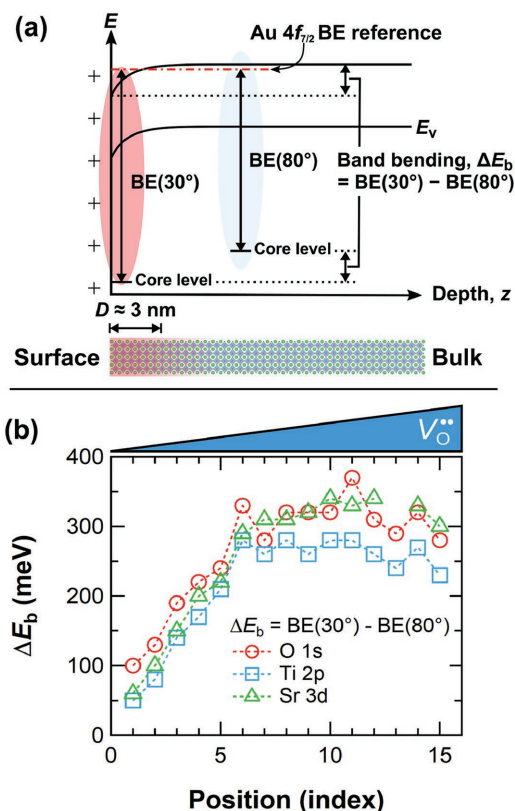 (a)
E
Au 4f7/2 BE reference
Ev
BE(30°)
BE(80°)
Band bending, ΔEb
= BE(30°) − BE(80°)
Core level
Core level
Depth, z
D ≈ 3 nm
Surface
Bulk
(b)
VO••
400
300
200
100
0
ΔEb (meV)
ΔEb = BE(30°) - BE(80°)
O 1s
Ti 2p
Sr 3d
0 5 10 15
Position (index)